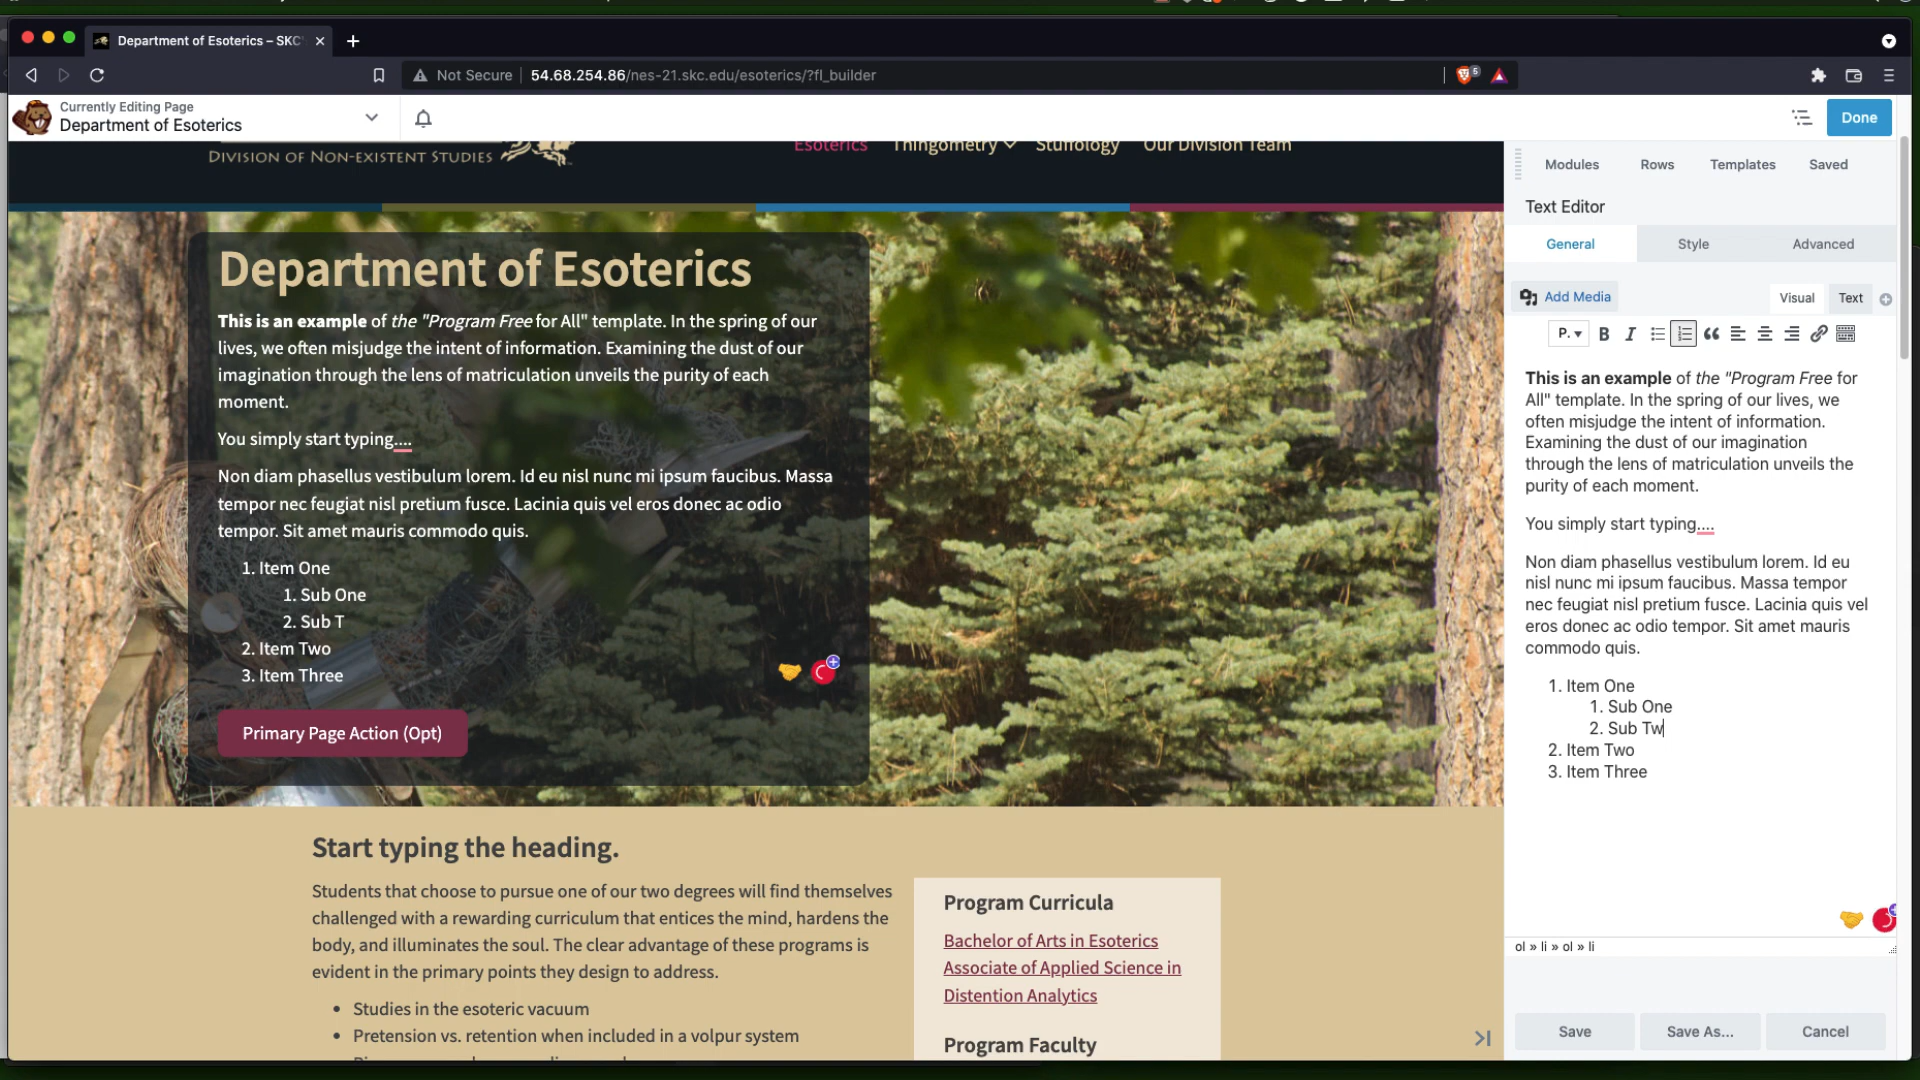 Department of Esoterics – SKC
Not Secure 54.68.254.86/nes-21.skc.edu/esoterics/?fl_builder
5
Currently Editing Page
Department of Esoterics
Done
DIVISION OF NON-EXISTENT STUDIES
Esoterics Thingometry Stuffology Our Division Team
Department of Esoterics
This is an example of the "Program Free for All" template. In the spring of our
lives, we often misjudge the intent of information. Examining the dust of our
imagination through the lens of matriculation unveils the purity of each
moment.
You simply start typing....
Non diam phasellus vestibulum lorem. Id eu nisl nunc mi ipsum faucibus. Massa
tempor nec feugiat nisl pretium fusce. Lacinia quis vel eros donec ac odio
tempor. Sit amet mauris commodo quis.
1. Item One
1. Sub One
2. Sub T
2. Item Two
3. Item Three
Primary Page Action (Opt)
Start typing the heading.
Students that choose to pursue one of our two degrees will find themselves
challenged with a rewarding curriculum that entices the mind, hardens the
body, and illuminates the soul. The clear advantage of these programs is
evident in the primary points they design to address.
• Studies in the esoteric vacuum
• Pretension vs. retention when included in a volpur system
Program Curricula
Bachelor of Arts in Esoterics
Associate of Applied Science in
Distention Analytics
Program Faculty
Modules Rows Templates Saved
Text Editor
General Style Advanced
Add Media
Visual Text
P. B I
This is an example of the "Program Free for
All" template. In the spring of our lives, we
often misjudge the intent of information.
Examining the dust of our imagination
through the lens of matriculation unveils the
purity of each moment.
You simply start typing....
Non diam phasellus vestibulum lorem. Id eu
nisl nunc mi ipsum faucibus. Massa tempor
nec feugiat nisl pretium fusce. Lacinia quis vel
eros donec ac odio tempor. Sit amet mauris
commodo quis.
1. Item One
1. Sub One
2. Sub Tw
2. Item Two
3. Item Three
ol » li » ol » li
Save Save As... Cancel